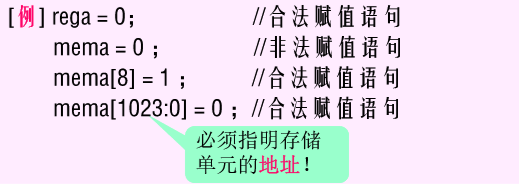 [例] rega = 0; //合法赋值语句
mema = 0 ; //非法赋值语句
mema[8] = 1 ; //合法赋值语句
mema[1023:0] = 0 ; //合法赋值语句
必须指明存储
单元的地址！